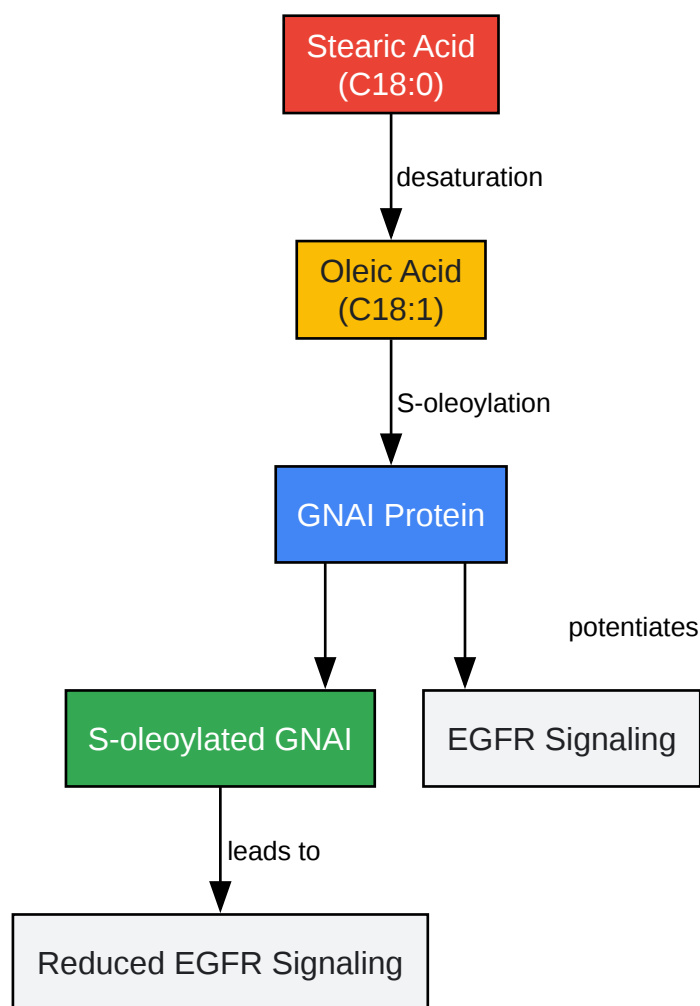 Stearic Acid
(C18:0)
desaturation
Oleic Acid
(C18:1)
S-oleoylation
GNAI Protein
potentiates
S-oleoylated GNAI
EGFR Signaling
leads to
Reduced EGFR Signaling